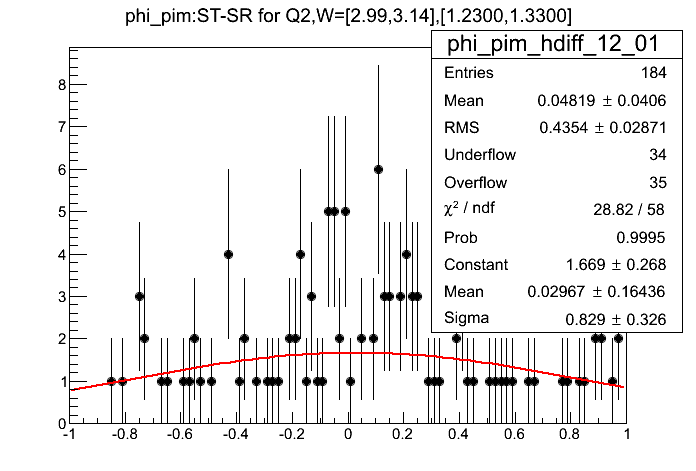 phi_pim:ST-SR for Q2,W=[2.99,3.14],[1.2300,1.3300]
phi_pim_hdiff_12_01
Entries 184
Mean 0.04819 ± 0.0406
RMS 0.4354 ± 0.02871
Underflow 34
Overflow 35
χ² / ndf 28.82 / 58
Prob 0.9995
Constant 1.669 ± 0.268
Mean 0.02967 ± 0.16436
Sigma 0.829 ± 0.326
8
7
6
5
4
3
2
1
0
-1 -0.8 -0.6 -0.4 -0.2 0 0.2 0.4 0.6 0.8 1